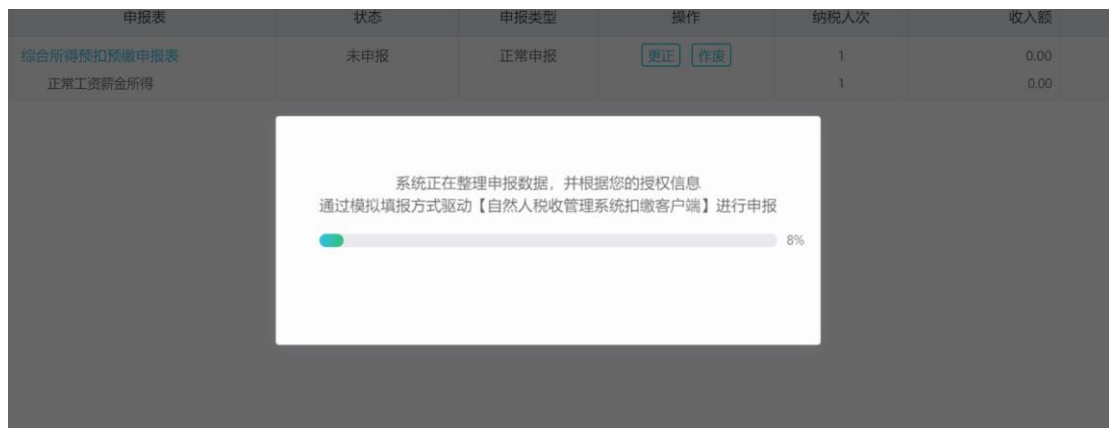 申报表 状态 申报类型 操作 纳税人次 收入额
综合所得预扣预缴申报表 未申报 正常申报 更正 作废 1 0.00
正常工资薪金所得 1 0.00
系统正在整理申报数据，并根据您的授权信息
通过模拟填报方式驱动【自然人税收管理系统扣缴客户端】进行申报
8%